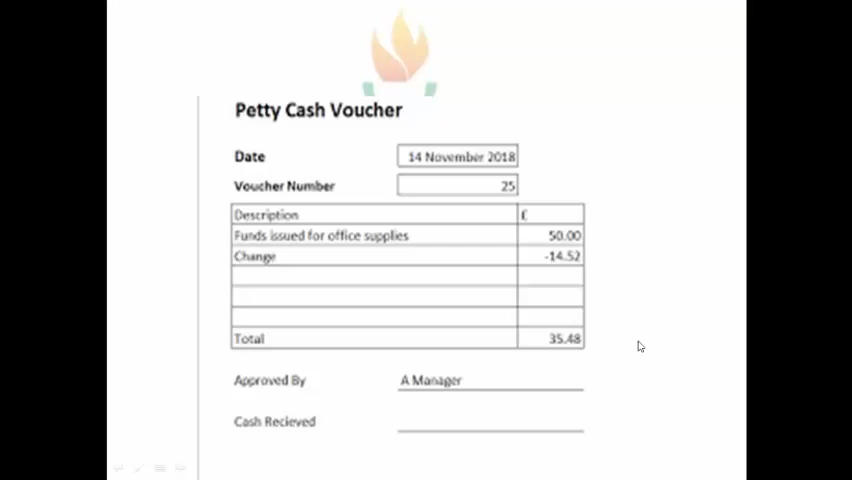 Petty Cash Voucher
Date 14 November 2018
Voucher Number 25
Description £
Funds issued for office supplies 50.00
Change -14.52
Total 35.48
Approved By A Manager
Cash Recieved